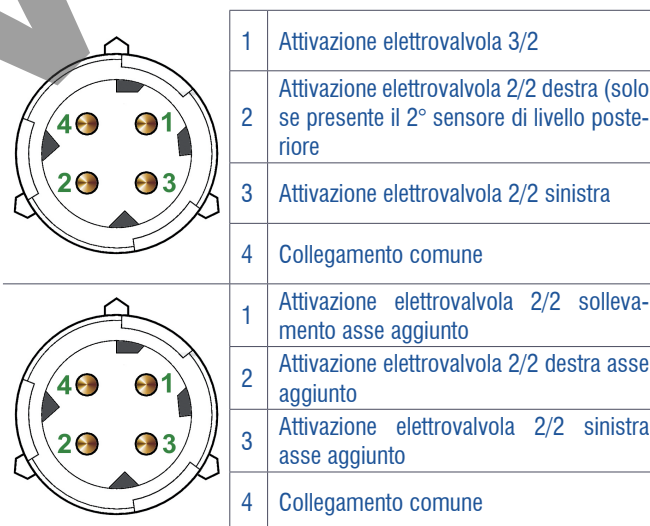 4 1
2 3
1 Attivazione elettrovalvola 3/2
2 Attivazione elettrovalvola 2/2 destra (solo
se presente il 2° sensore di livello poste-
riore
3 Attivazione elettrovalvola 2/2 sinistra
4 Collegamento comune
4 1
2 3
1 Attivazione elettrovalvola 2/2 solleva-
mento asse aggiunto
2 Attivazione elettrovalvola 2/2 destra asse
aggiunto
3 Attivazione elettrovalvola 2/2 sinistra
asse aggiunto
4 Collegamento comune